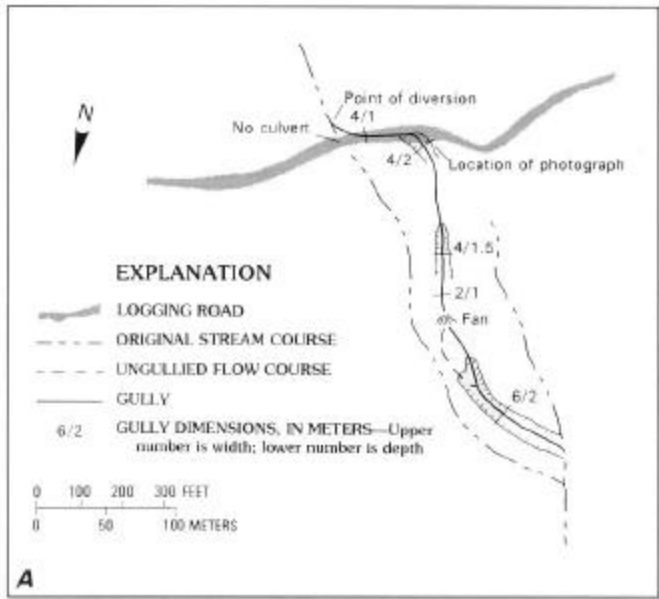 N
Point of diversion
4/1
No culvert
4/2
Location of photograph
4/1.5
2/1
Fan
6/2
EXPLANATION
LOGGING ROAD
ORIGINAL STREAM COURSE
UNGULLIED FLOW COURSE
GULLY
6/2 GULLY DIMENSIONS, IN METERS—Upper
number is width; lower number is depth
0 100 200 300 FEET
0 50 100 METERS
A